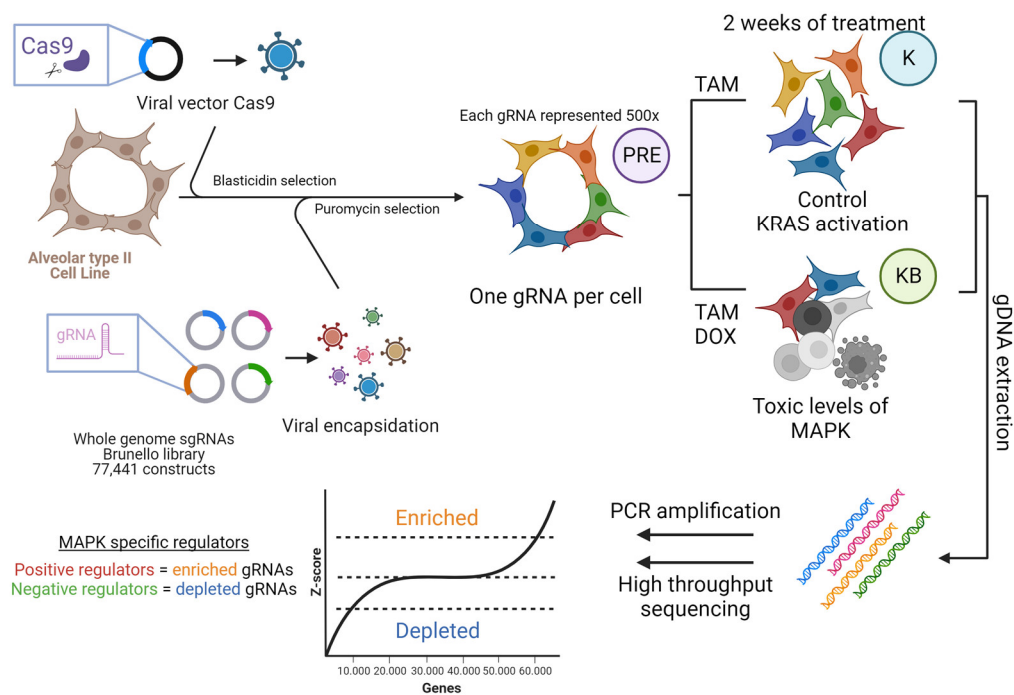 Cas9
Viral vector Cas9
Alveolar type II
Cell Line
Blasticidin selection
Puromycin selection
gRNA
Whole genome sgRNAs
Brunello library
77,441 constructs
Viral encapsidation
Each gRNA represented 500x
PRE
One gRNA per cell
2 weeks of treatment
TAM
K
Control
KRAS activation
TAM
DOX
KB
Toxic levels of
MAPK
gDNA extraction
PCR amplification
High throughput
sequencing
MAPK specific regulators
Positive regulators = enriched gRNAs
Negative regulators = depleted gRNAs
Z-score
Enriched
Depleted
10.000 20.000 30.000 40.000 50.000 60.000
Genes